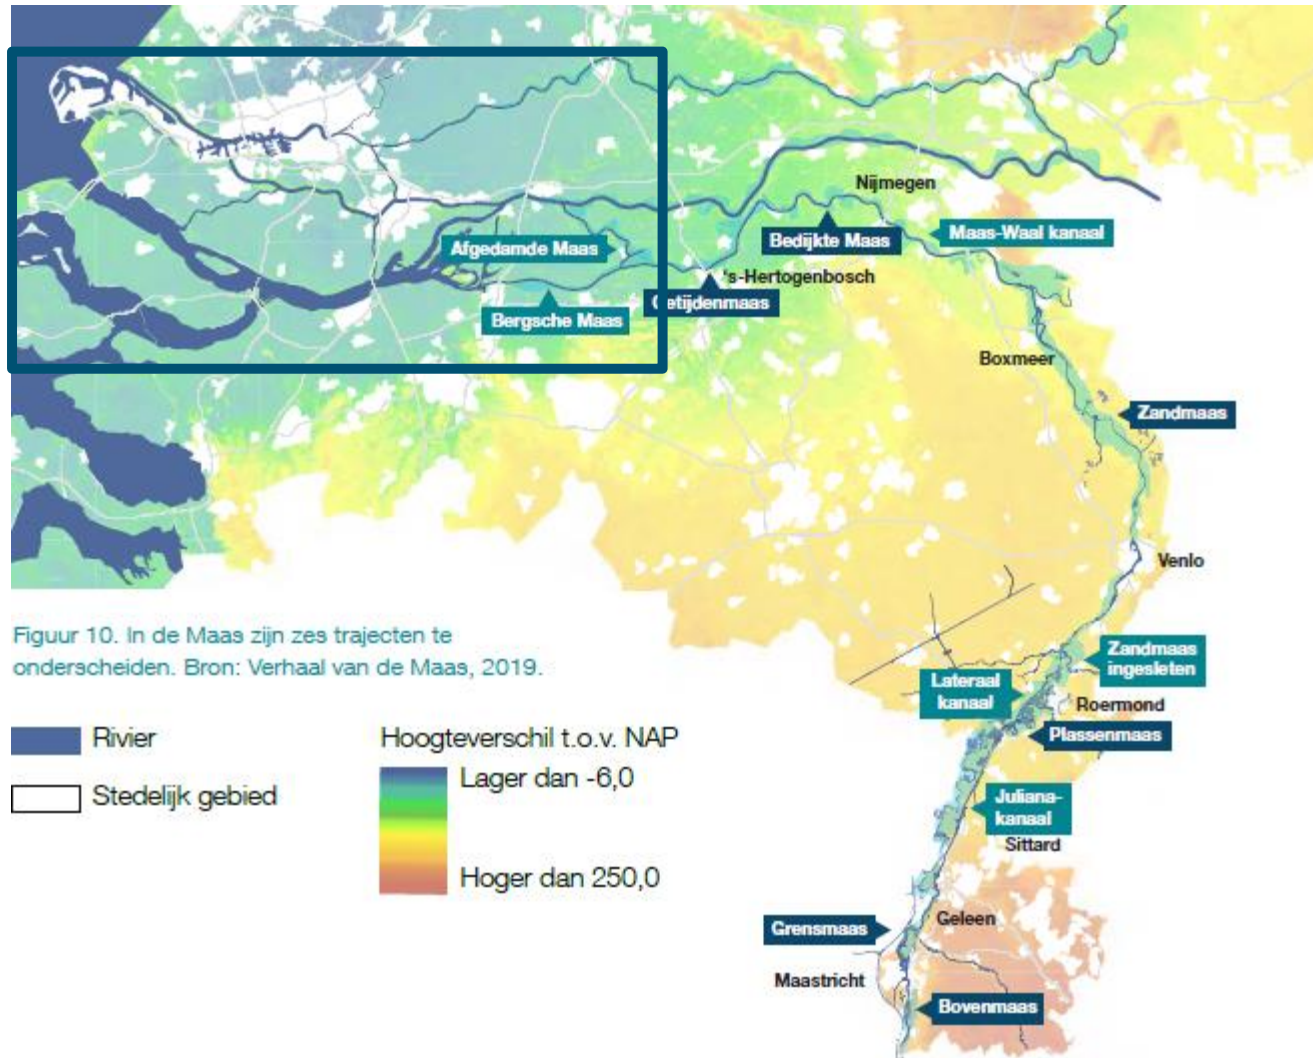 Nijmegen
Afgedamde Maas
Bedijkte Maas
Maas-Waal kanaal
's-Hertogenbosch
Getijdenmaas
Bergsche Maas
Boxmeer
Zandmaas
Venlo
Figuur 10. In de Maas zijn zes trajecten te
onderscheiden. Bron: Verhaal van de Maas, 2019.
Zandmaas
ingesleten
Lateraal
kanaal
Roermond
Plassenmaas
Rivier
Stedelijk gebied
Hoogteverschil t.o.v. NAP
Lager dan -6,0
Hoger dan 250,0
Juliana-
kanaal
Sittard
Geleen
Grensmaas
Maastricht
Bovenmaas